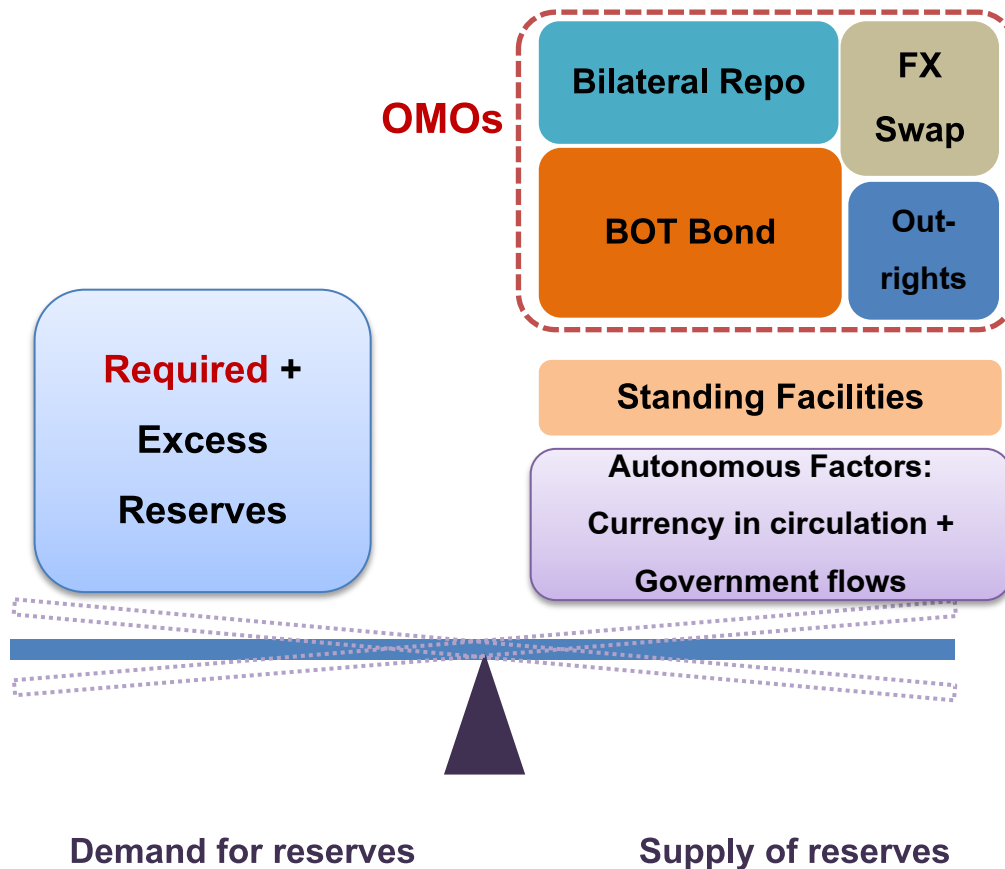 OMOs
Bilateral Repo
FX
Swap
BOT Bond
Out-
rights
Required +
Excess
Reserves
Standing Facilities
Autonomous Factors:
Currency in circulation +
Government flows
Demand for reserves
Supply of reserves